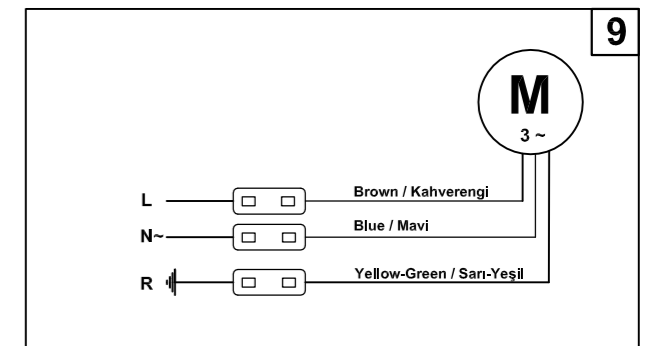 9
M
3 ~
L
Brown / Kahverengi
N~
Blue / Mavi
R
Yellow-Green / Sarı-Yeşil